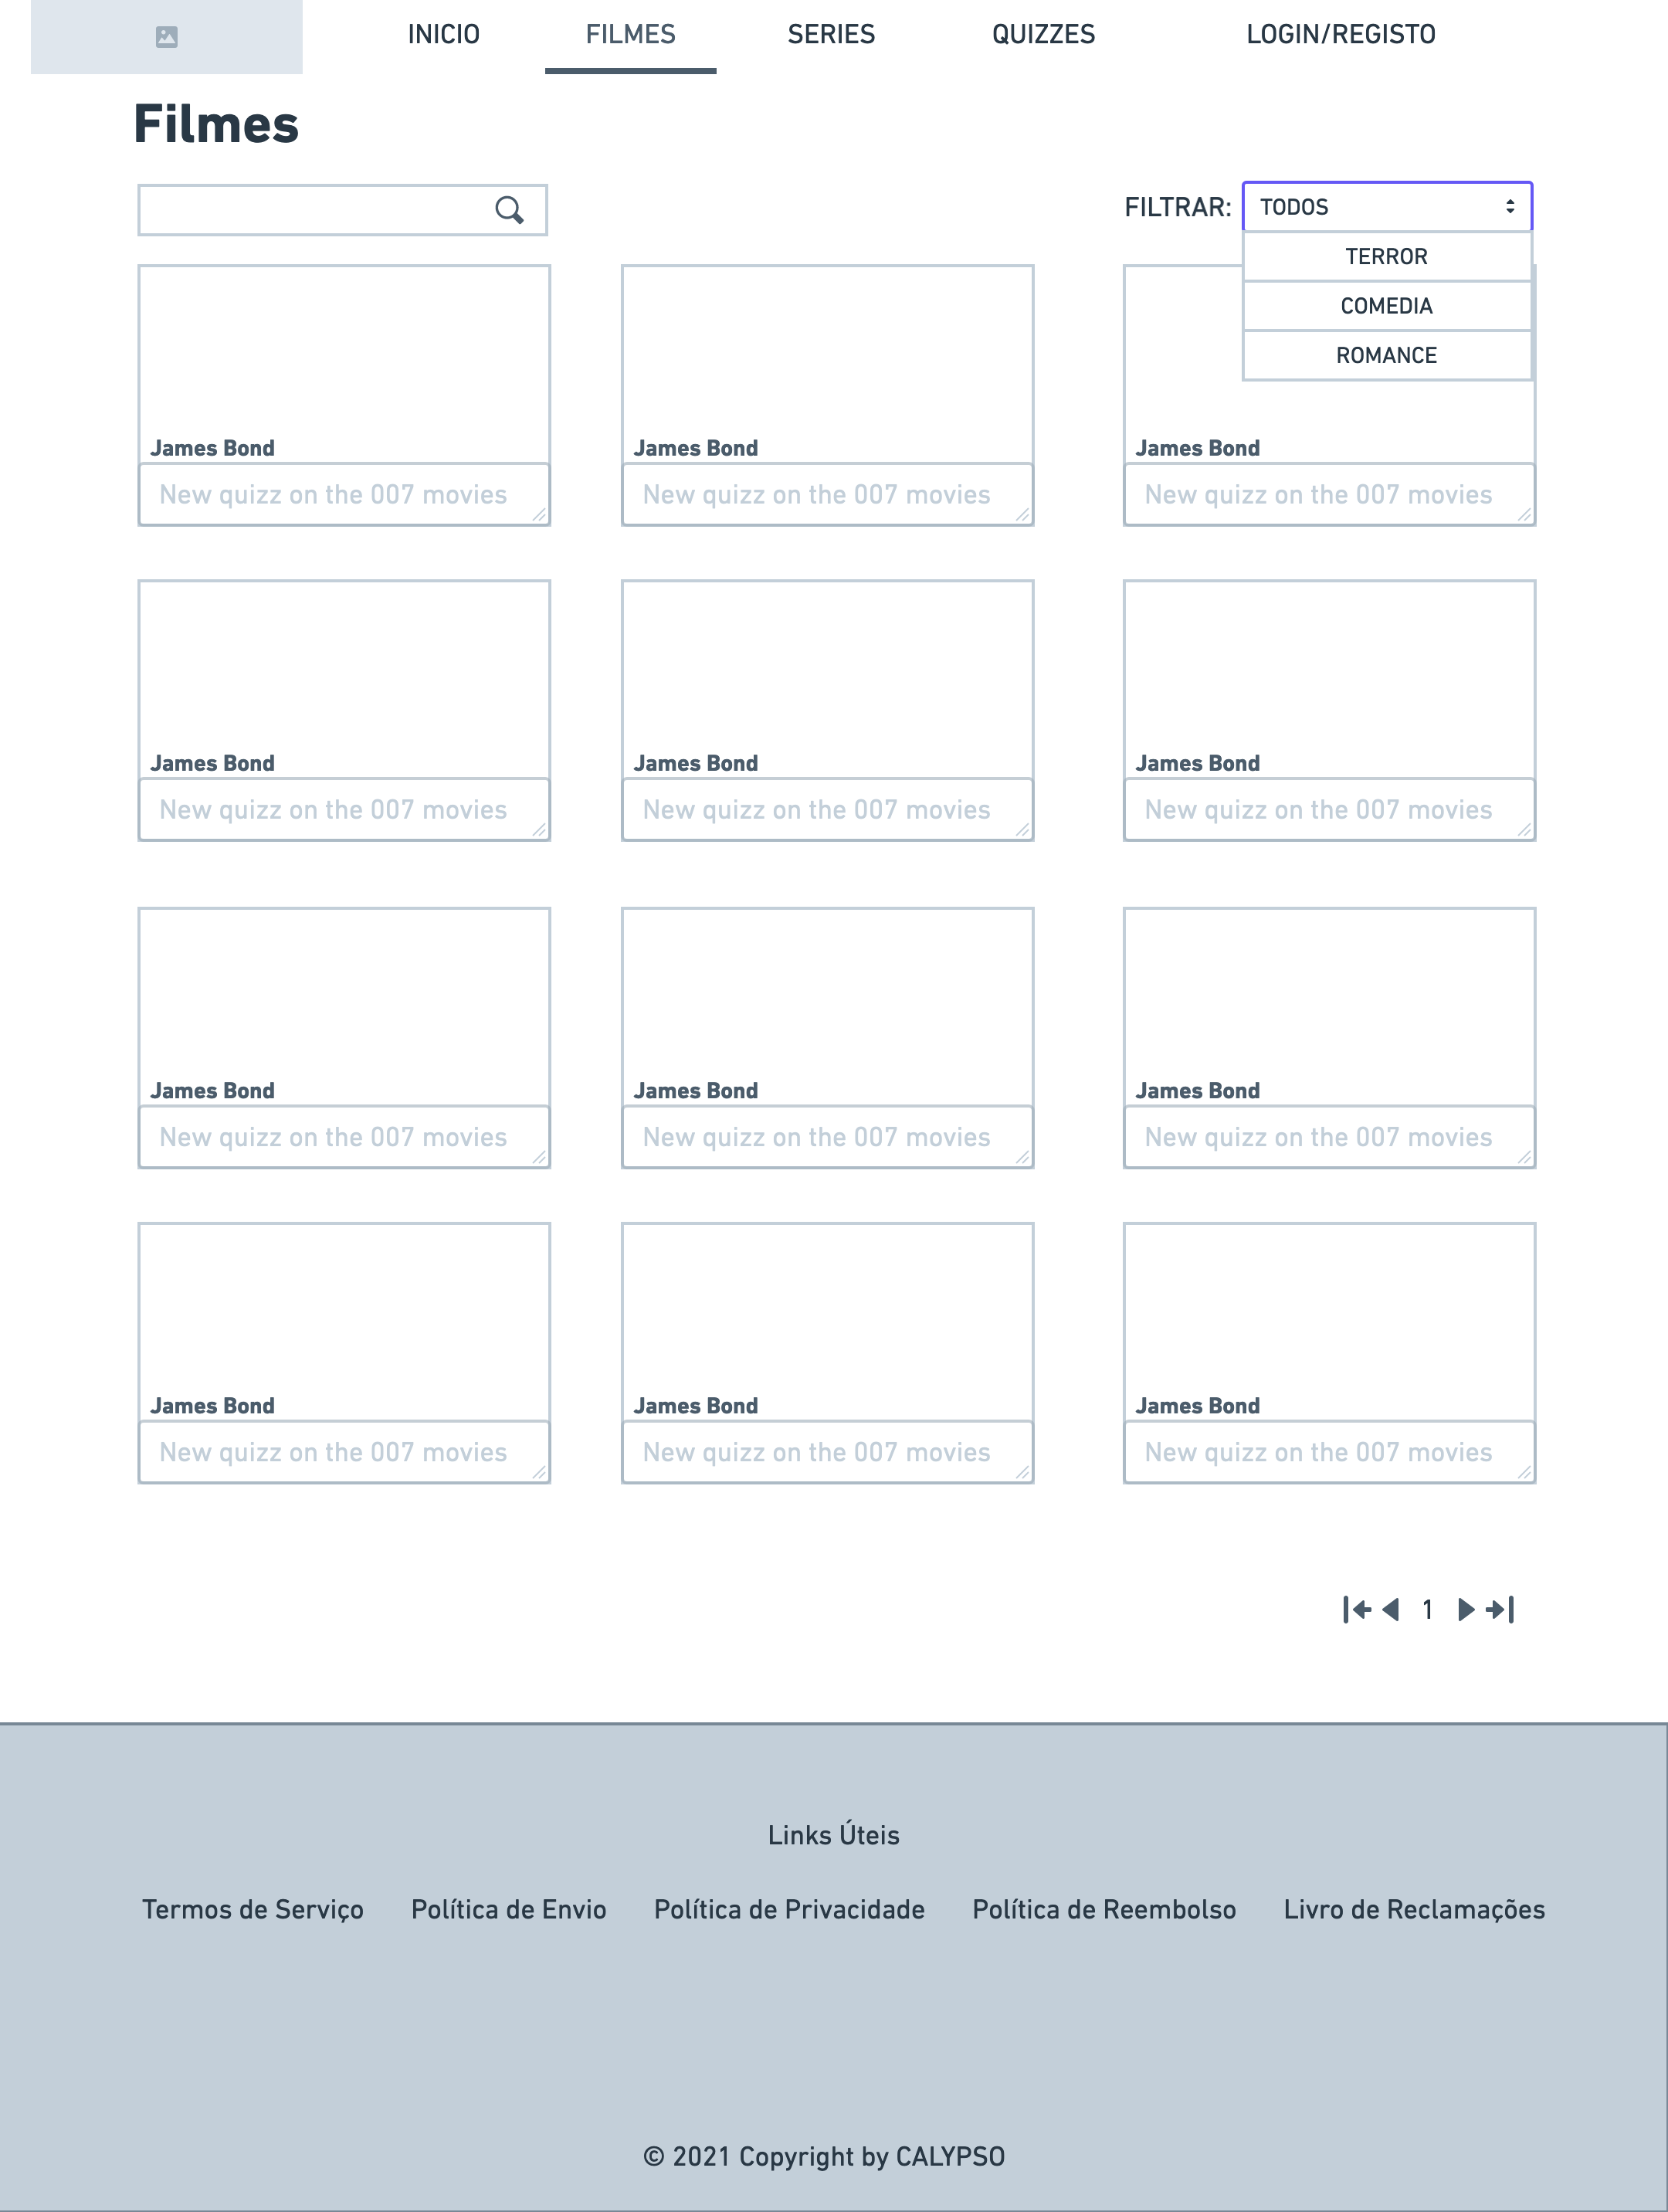 INICIO FILMES SERIES QUIZZES LOGIN/REGISTO
Filmes
FILTRAR: TODOS
TERROR
COMEDIA
ROMANCE
James Bond James Bond James Bond
New quizz on the 007 movies New quizz on the 007 movies New quizz on the 007 movies
James Bond James Bond James Bond
New quizz on the 007 movies New quizz on the 007 movies New quizz on the 007 movies
James Bond James Bond James Bond
New quizz on the 007 movies New quizz on the 007 movies New quizz on the 007 movies
James Bond James Bond James Bond
New quizz on the 007 movies New quizz on the 007 movies New quizz on the 007 movies
1
Links Úteis
Termos de Serviço Política de Envio Política de Privacidade Política de Reembolso Livro de Reclamações
© 2021 Copyright by CALYPSO